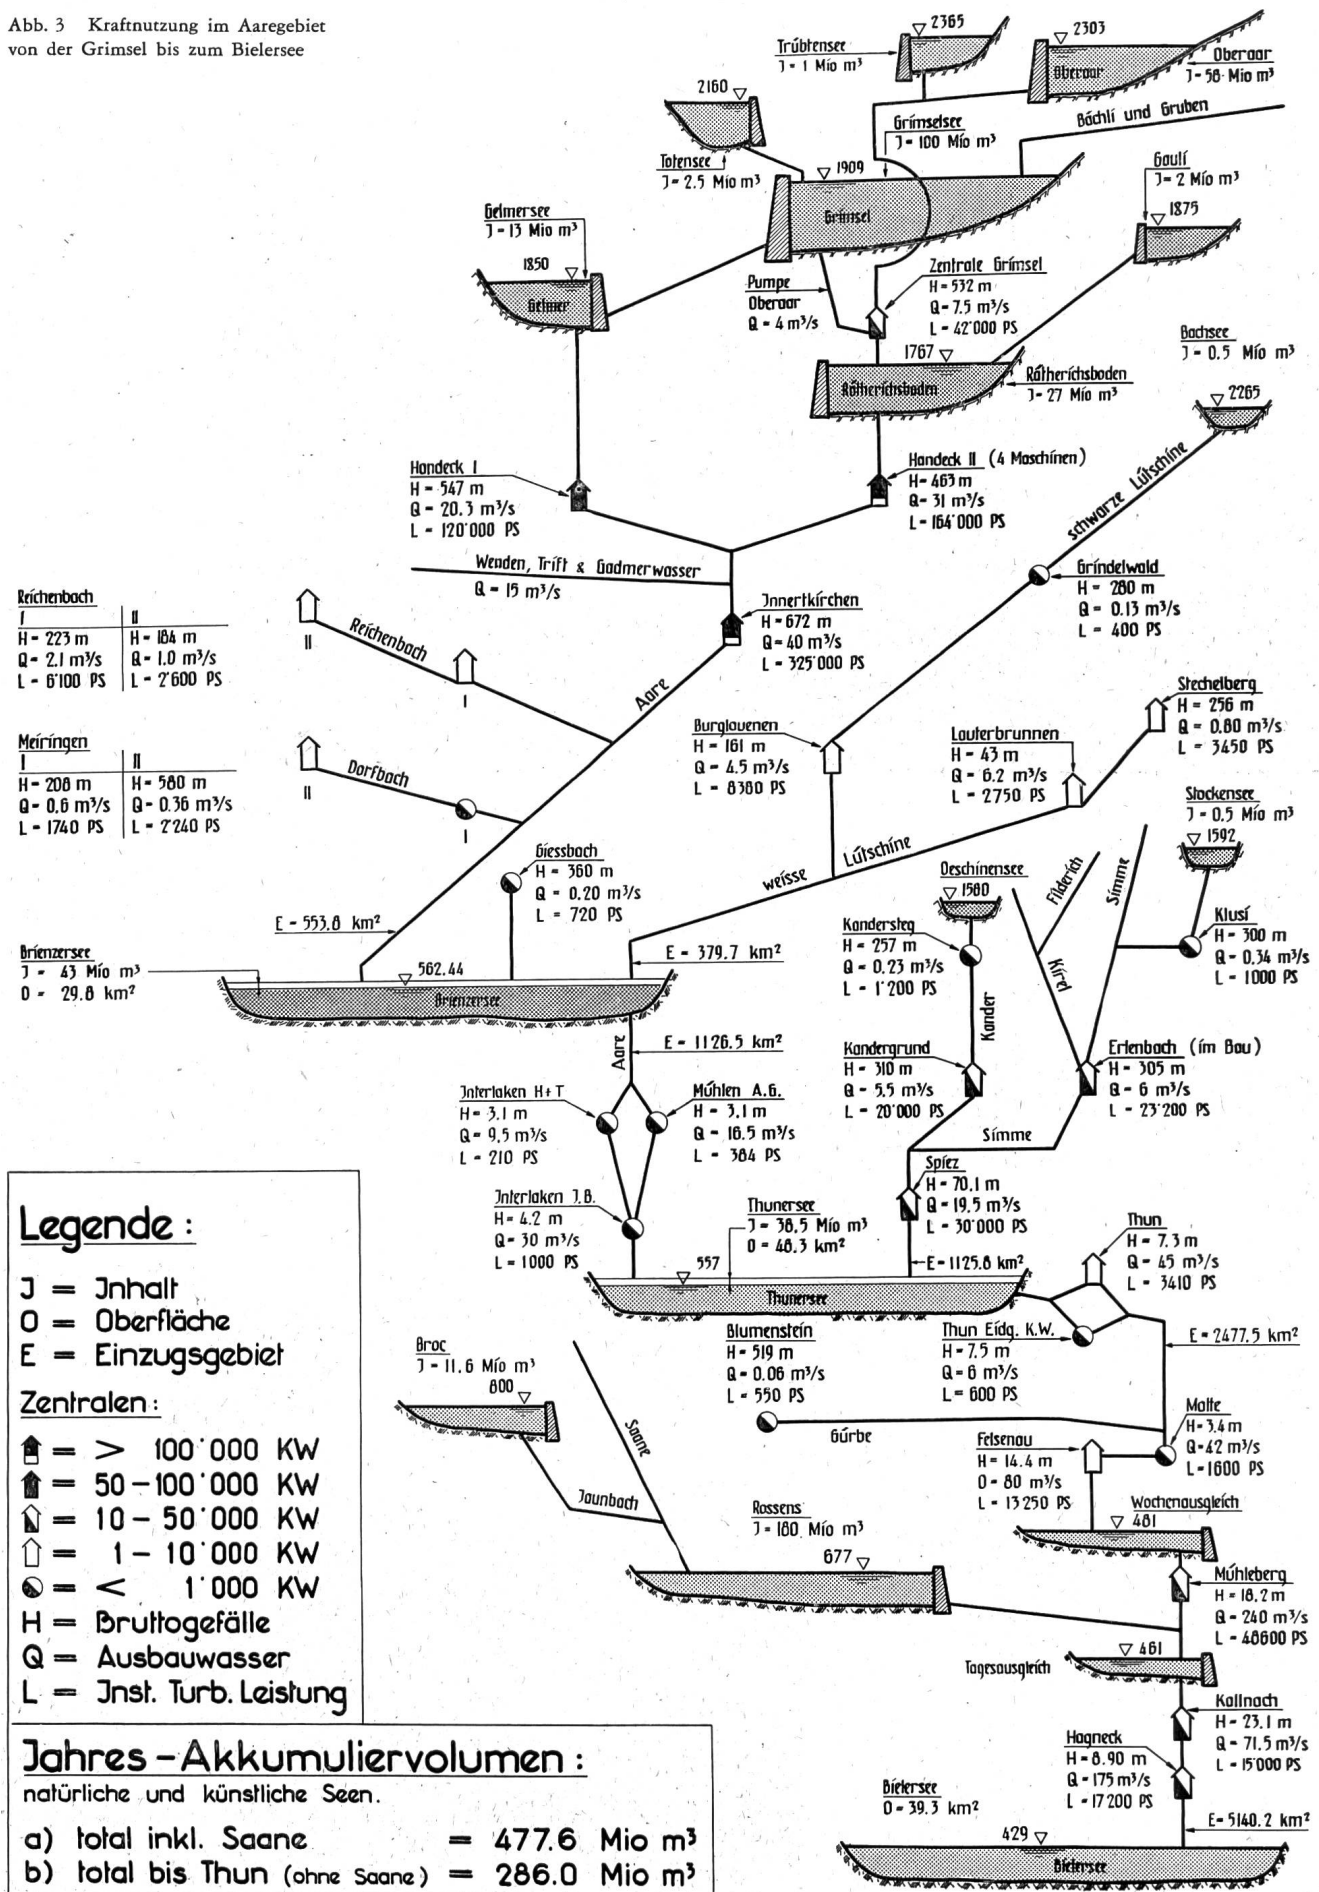 Abb. 3 Kraftnutzung im Aaregebiet
von der Grimsel bis zum Bielersee
Trübtensee
J = 1 Mio m³
2365
2303
Oberaar
Oberaar
J = 58 Mio m³
2160
Totensee
J = 2.5 Mio m³
Grimselsee
J = 100 Mio m³
Bächli und Gruben
1909
Grimsel
Gauli
J = 2 Mio m³
1875
Gelmersee
J = 13 Mio m³
1850
Gelmer
Pumpe
Oberaar
Q = 4 m³/s
Zentrale Grimsel
H = 532 m
Q = 7.5 m³/s
L = 42'000 PS
Bachsee
J = 0.5 Mio m³
2265
1767
Rätherichsboden
Rätherichsboden
J = 27 Mio m³
Handeck I
H = 547 m
Q = 20.3 m³/s
L = 120'000 PS
Handeck II (4 Maschinen)
H = 463 m
Q = 31 m³/s
L = 164'000 PS
schwarze Lütschine
Wenden, Trift & Gadmerwasser
Q = 15 m³/s
Grindelwald
H = 280 m
Q = 0.13 m³/s
L = 400 PS
Innertkirchen
H = 672 m
Q = 40 m³/s
L = 325'000 PS
Reichenbach
I II
H = 223 m H = 184 m
Q = 2.1 m³/s Q = 1.0 m³/s
L = 6'100 PS L = 2'600 PS
II
Reichenbach
I
Aare
Meiringen
I II
H = 208 m H = 580 m
Q = 0.6 m³/s Q = 0.36 m³/s
L = 1740 PS L = 2'240 PS
II
Dorfbach
I
Burglauenen
H = 161 m
Q = 4.5 m³/s
L = 8380 PS
Lauterbrunnen
H = 43 m
Q = 6.2 m³/s
L = 2750 PS
Stechelberg
H = 256 m
Q = 0.80 m³/s
L = 3450 PS
Stockensee
J = 0.5 Mio m³
1592
Giessbach
H = 360 m
Q = 0.20 m³/s
L = 720 PS
weisse Lütschine
Oeschinensee
1580
Filderich
Simme
Kirel
Klusi
H = 300 m
Q = 0.34 m³/s
L = 1000 PS
E = 553.8 km²
Brienzersee
J = 43 Mio m³
O = 29.8 km²
562.44
Brienzersee
E = 379.7 km²
Kandersteg
H = 257 m
Q = 0.23 m³/s
L = 1'200 PS
Kander
Aare
E = 1126.5 km²
Kandergrund
H = 310 m
Q = 5.5 m³/s
L = 20'000 PS
Erlenbach (im Bau)
H = 305 m
Q = 6 m³/s
L = 23'200 PS
Interlaken H+T
H = 3.1 m
Q = 9.5 m³/s
L = 210 PS
Mühlen A.G.
H = 3.1 m
Q = 16.5 m³/s
L = 384 PS
Simme
Spiez
H = 70.1 m
Q = 19.5 m³/s
L = 30'000 PS
Interlaken J.B.
H = 4.2 m
Q = 30 m³/s
L = 1000 PS
Thunersee
J = 38.5 Mio m³
O = 48.3 km²
557
Thunersee
E = 1125.8 km²
Thun
H = 7.3 m
Q = 45 m³/s
L = 3410 PS
Blumenstein
H = 519 m
Q = 0.06 m³/s
L = 550 PS
Thun Eidg. K.W.
H = 7.5 m
Q = 6 m³/s
L = 600 PS
E = 2477.5 km²
Gürbe
Matte
H = 3.4 m
Q = 42 m³/s
L = 1600 PS
Felsenau
H = 14.4 m
O = 80 m³/s
L = 13250 PS
Broc
J = 11.6 Mio m³
800
Saane
Jaunbach
Rossens
J = 180 Mio m³
677
Wochenausgleich
481
Mühleberg
H = 18.2 m
Q = 240 m³/s
L = 48600 PS
Tagesausgleich
461
Kallnach
H = 23.1 m
Q = 71.5 m³/s
L = 15'000 PS
Hagneck
H = 8.90 m
Q = 175 m³/s
L = 17200 PS
Bielersee
O = 39.3 km²
E = 5140.2 km²
429
Bielersee
Legende :
J = Jnhalt
O = Oberfläche
E = Einzugsgebiet
Zentralen :
= > 100'000 KW
= 50 – 100'000 KW
= 10 – 50'000 KW
= 1 – 10'000 KW
= < 1'000 KW
H = Bruttogefälle
Q = Ausbauwasser
L = Jnst. Turb. Leistung
Jahres – Akkumuliervolumen :
natürliche und künstliche Seen.
a) total inkl. Saane = 477.6 Mio m³
b) total bis Thun (ohne Saane) = 286.0 Mio m³